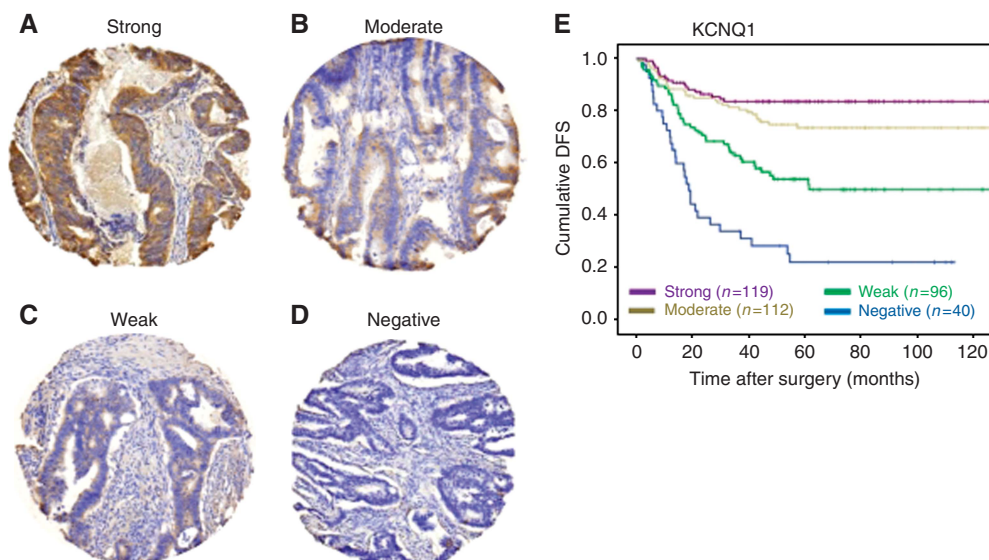 A
Strong
B
Moderate
C
Weak
D
Negative
E
KCNQ1
Cumulative DFS
1.0
0.8
0.6
0.4
0.2
0.0
Strong (n=119)
Moderate (n=112)
Weak (n=96)
Negative (n=40)
0 20 40 60 80 100 120
Time after surgery (months)